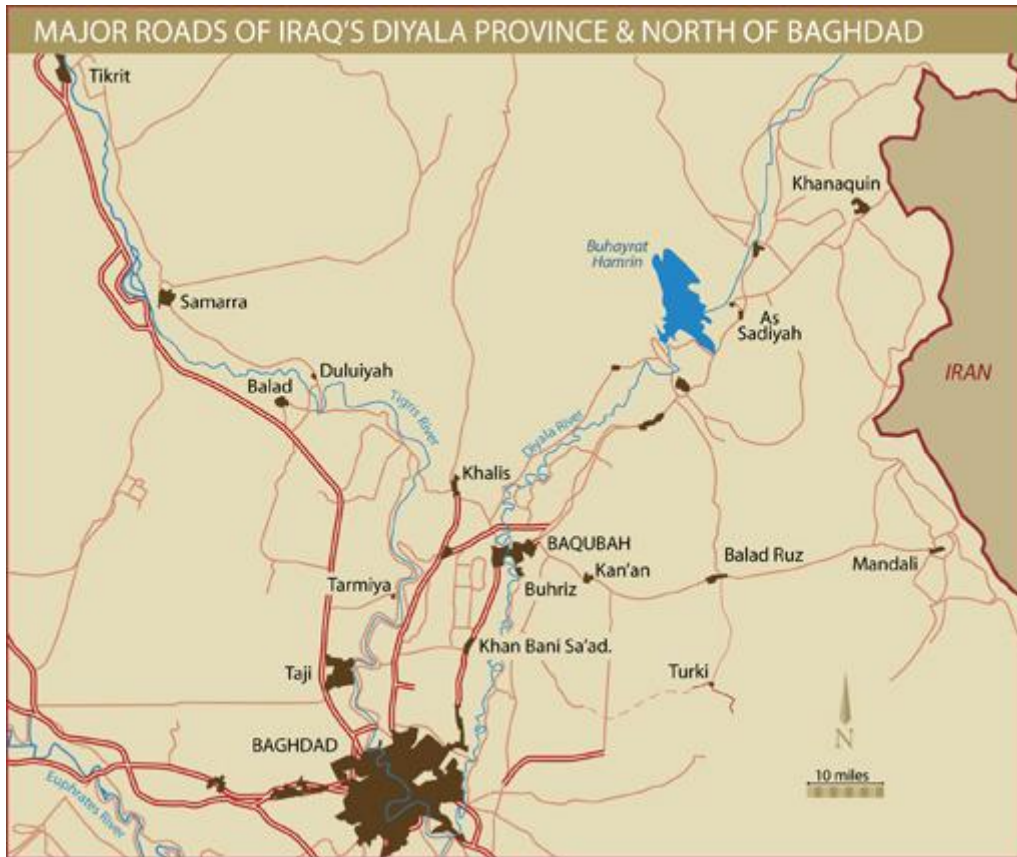 MAJOR ROADS OF IRAQ'S DIYALA PROVINCE & NORTH OF BAGHDAD
Tikrit
Khanaquin
Buhayrat
Hamrin
Samarra
As
Sadiyah
IRAN
Duluiyah
Balad
Tigris River
Diyala River
Khalis
BAQUBAH
Balad Ruz
Mandali
Kan'an
Tarmiya
Buhriz
Khan Bani Sa'ad.
Taji
Turki
BAGHDAD
N
10 miles
Euphrates
River